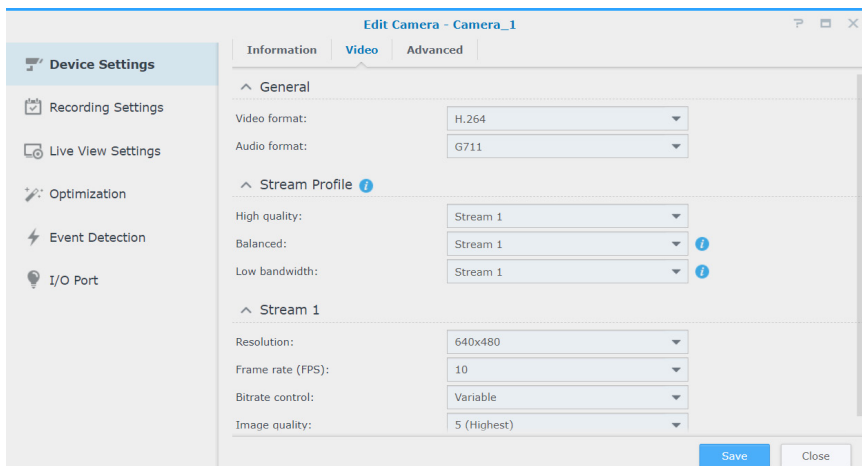 Edit Camera - Camera_1
Device Settings
Recording Settings
Live View Settings
Optimization
Event Detection
I/O Port
Information Video Advanced
General
Video format: H.264
Audio format: G711
Stream Profile
High quality: Stream 1
Balanced: Stream 1
Low bandwidth: Stream 1
Stream 1
Resolution: 640x480
Frame rate (FPS): 10
Bitrate control: Variable
Image quality: 5 (Highest)
Save Close